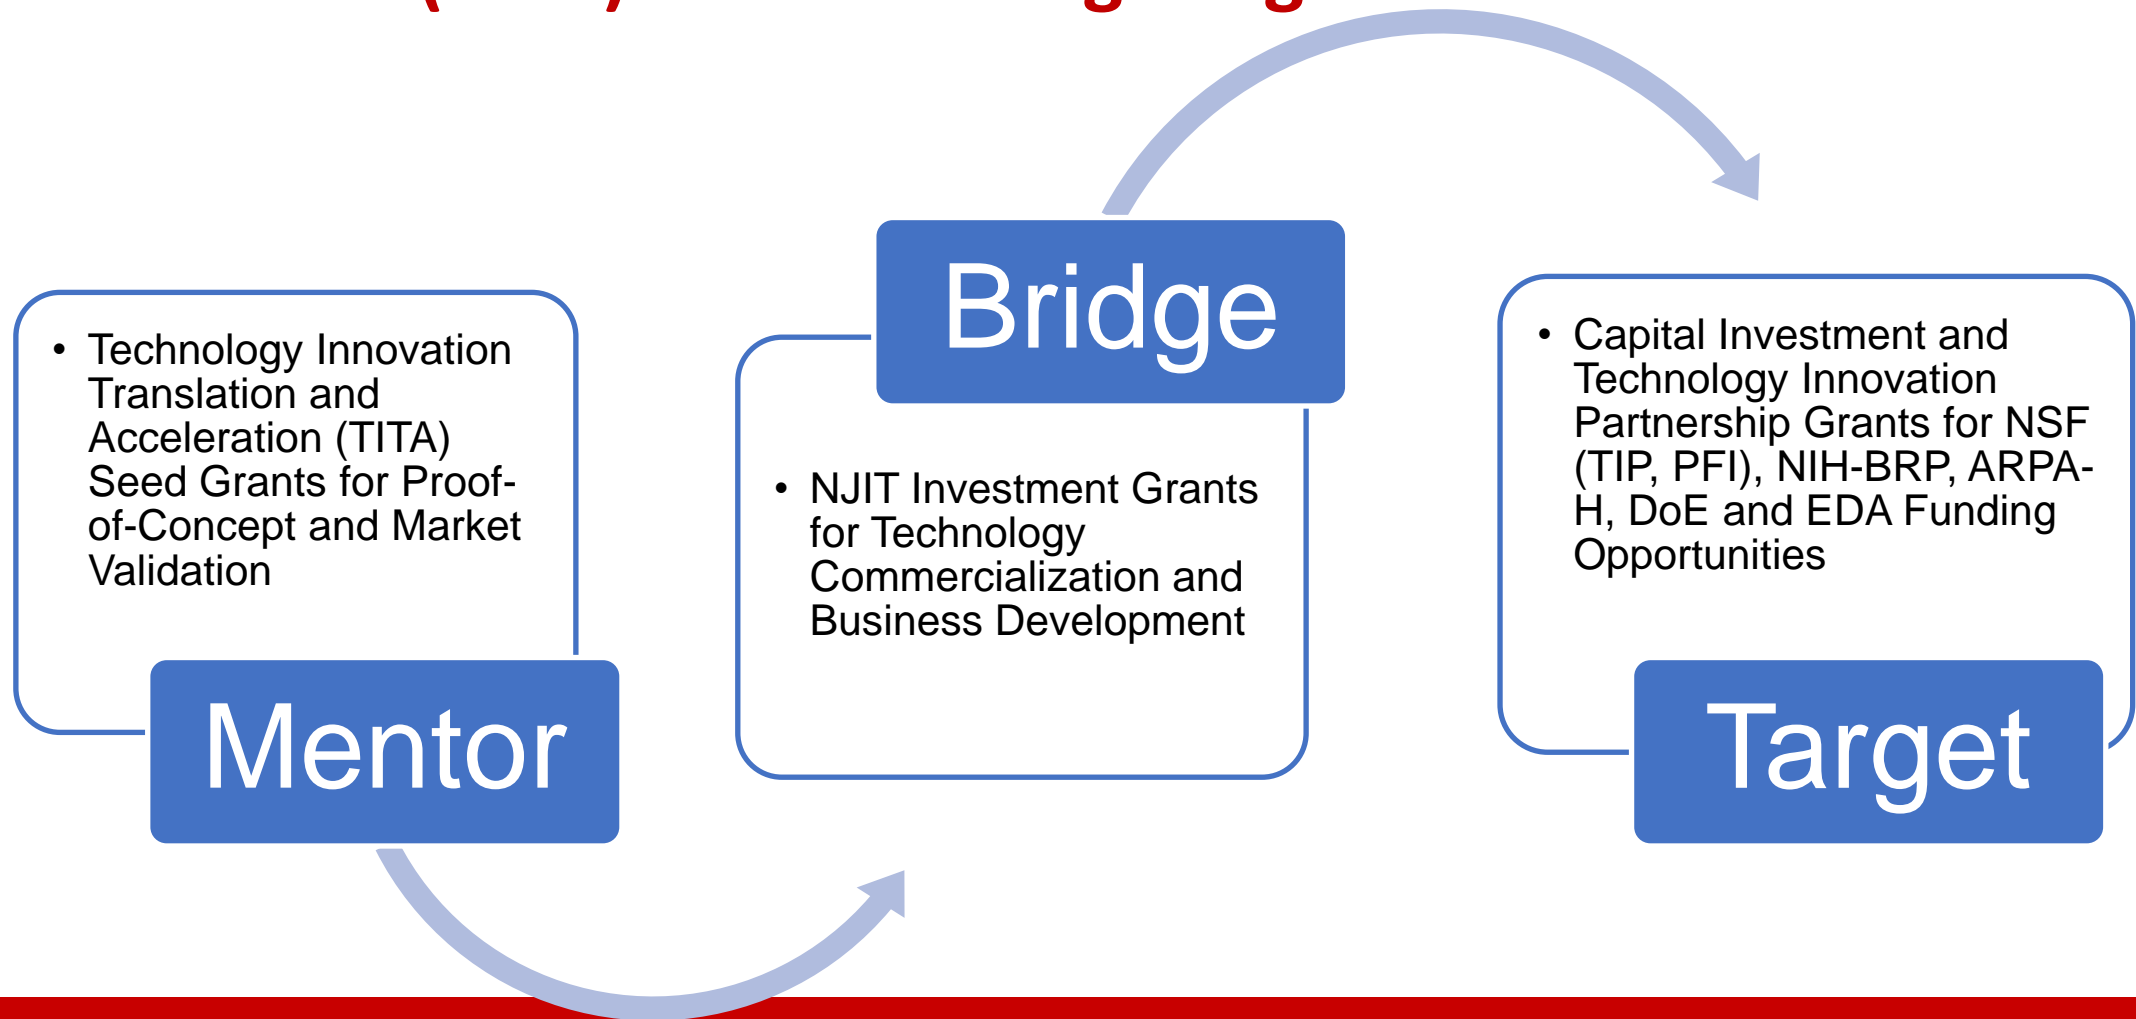 • Technology Innovation
Translation and
Acceleration (TITA)
Seed Grants for Proof-
of-Concept and Market
Validation
Mentor
Bridge
• NJIT Investment Grants
for Technology
Commercialization and
Business Development
• Capital Investment and
Technology Innovation
Partnership Grants for NSF
(TIP, PFI), NIH-BRP, ARPA-
H, DoE and EDA Funding
Opportunities
Target